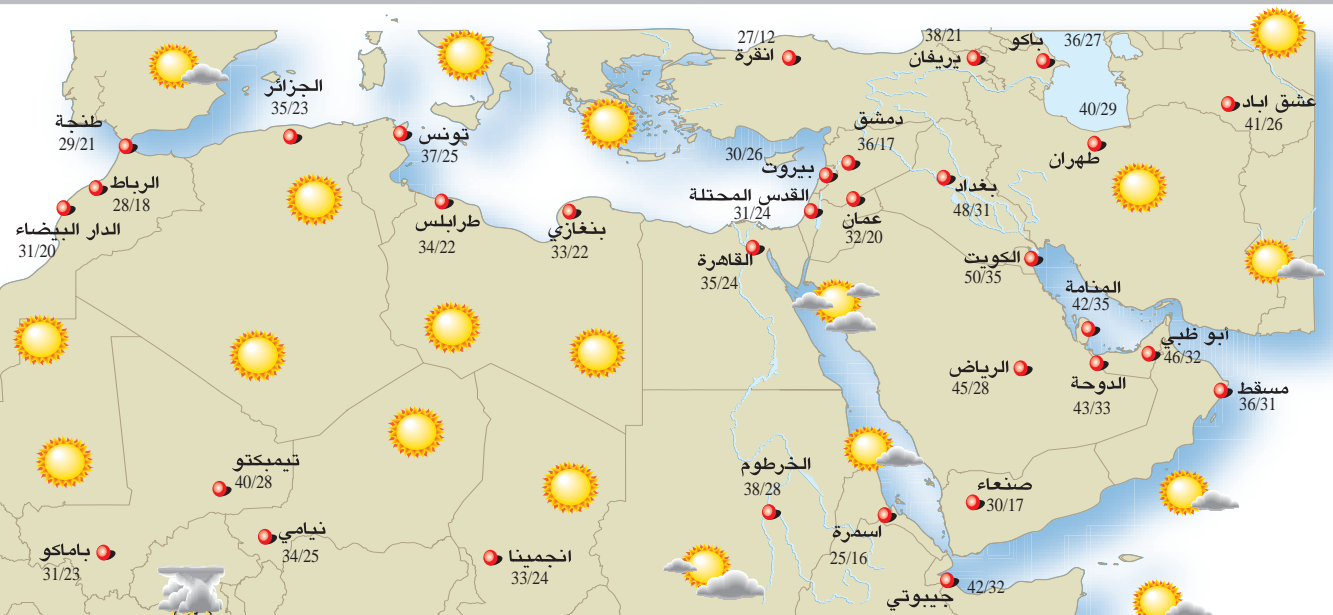 27/12
انقرة
38/21
يريفان
باكو
36/27
عشق اباد
41/26
40/29
طهران
الجزائر
35/23
طنجة
29/21
تونس
37/25
دمشق
36/17
30/26
بيروت
بغداد
48/31
الرباط
28/18
القدس المحتلة
31/24
عمان
32/20
الدار البيضاء
31/20
طرابلس
34/22
بنغازي
33/22
القاهرة
35/24
الكويت
50/35
المنامة
42/35
أبو ظبي
46/32
الرياض
45/28
الدوحة
43/33
مسقط
36/31
تيمبكتو
40/28
الخرطوم
38/28
صنعاء
30/17
نيامي
34/25
باماكو
31/23
انجمينا
33/24
اسمرة
25/16
42/32
جيبوتي